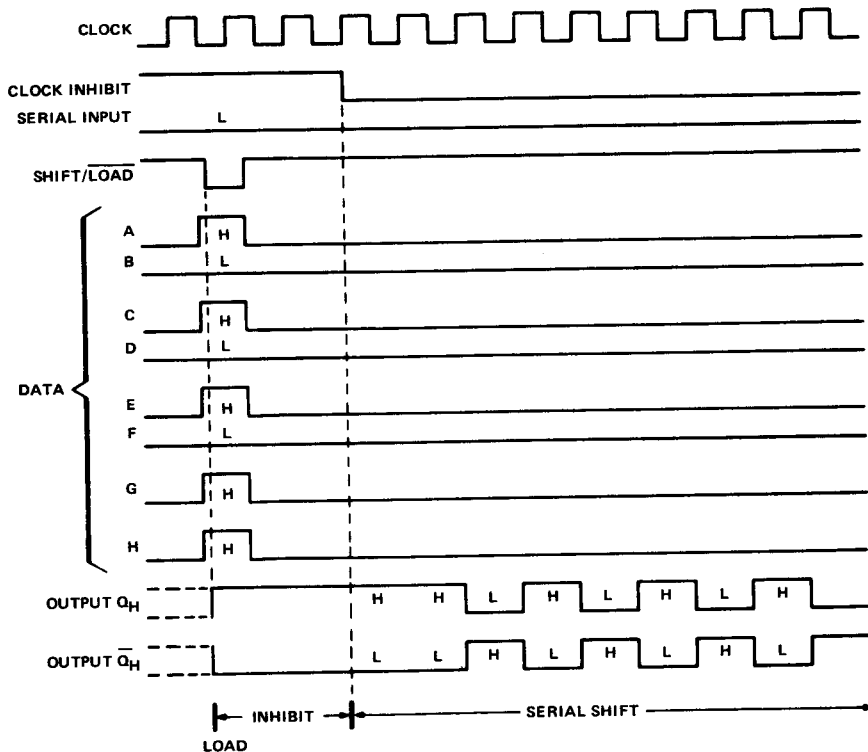 CLOCK
CLOCK INHIBIT
SERIAL INPUT L
SHIFT/LOAD
DATA
A H
B L
C H
D L
E H
F L
G H
H H
OUTPUT QH H H L H L H L H
OUTPUT QH L L H L H L H L
INHIBIT SERIAL SHIFT
LOAD